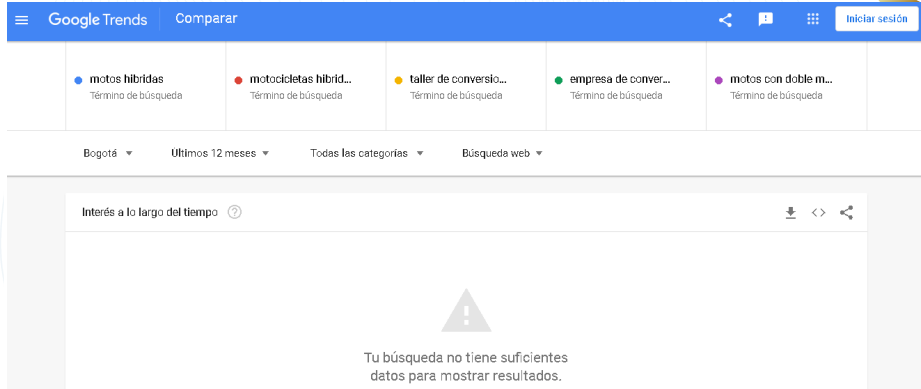 Google Trends Comparar Iniciar sesión
motos hibridas motocicletas hibrid... taller de conversio... empresa de conver... motos con doble m...
Término de búsqueda Término de búsqueda Término de búsqueda Término de búsqueda Término de búsqueda
Bogotá Últimos 12 meses Todas las categorías Búsqueda web
Interés a lo largo del tiempo
Tu búsqueda no tiene suficientes
datos para mostrar resultados.